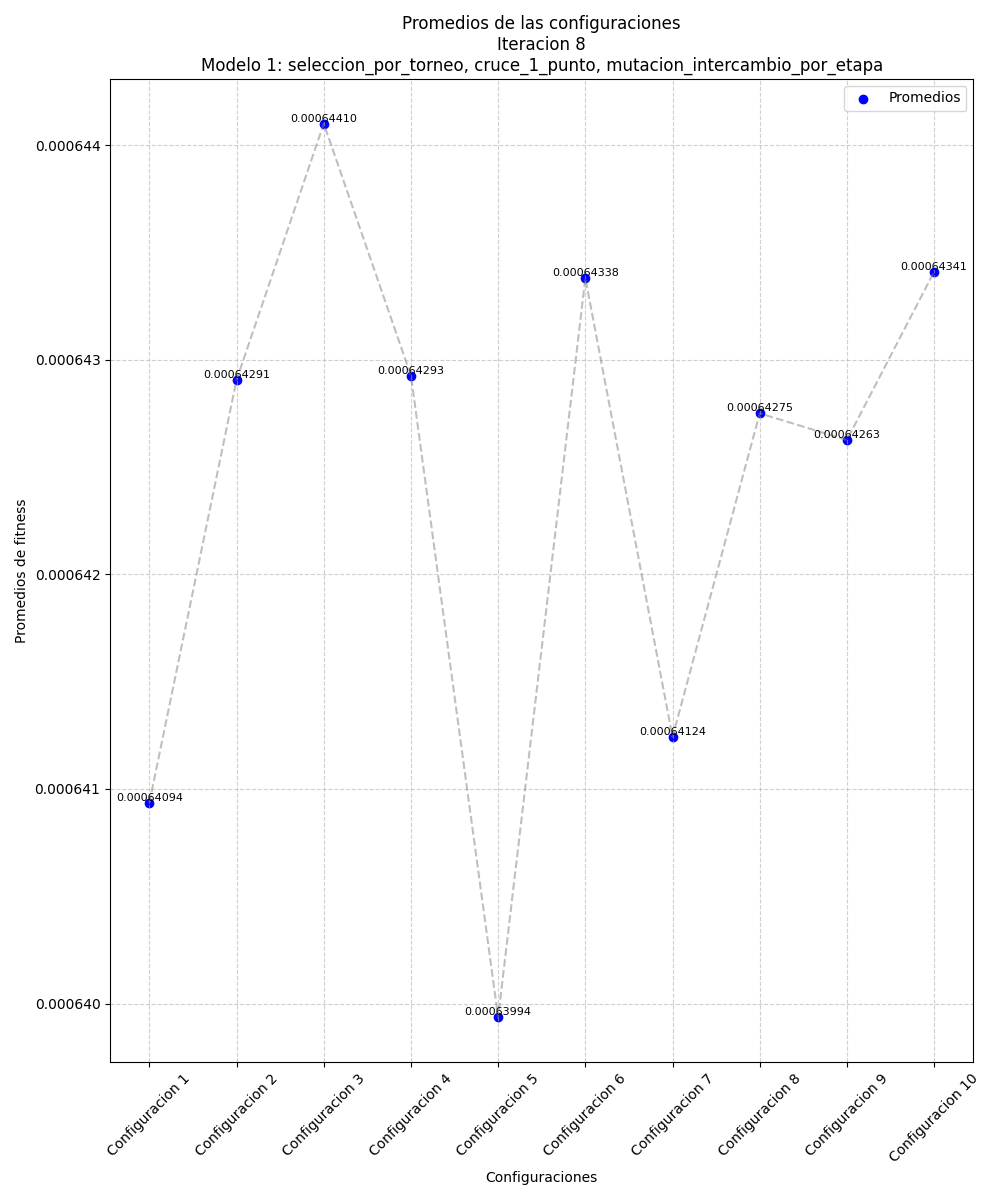 Promedios de las configuraciones
Iteracion 8
Modelo 1: seleccion_por_torneo, cruce_1_punto, mutacion_intercambio_por_etapa
Promedios
0.000644
0.000643
0.000642
0.000641
0.000640
Promedios de fitness
0.00064094
0.00064291
0.00064410
0.00064293
0.00063994
0.00064338
0.00064124
0.00064275
0.00064263
0.00064341
Configuracion 1
Configuracion 2
Configuracion 3
Configuracion 4
Configuracion 5
Configuracion 6
Configuracion 7
Configuracion 8
Configuracion 9
Configuracion 10
Configuraciones